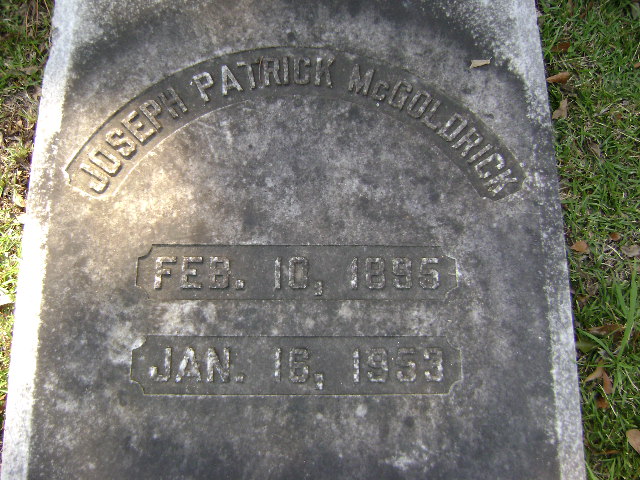 JOSEPH PATRICK McGOLDRICK
FEB. 10, 1895
JAN. 16, 1953